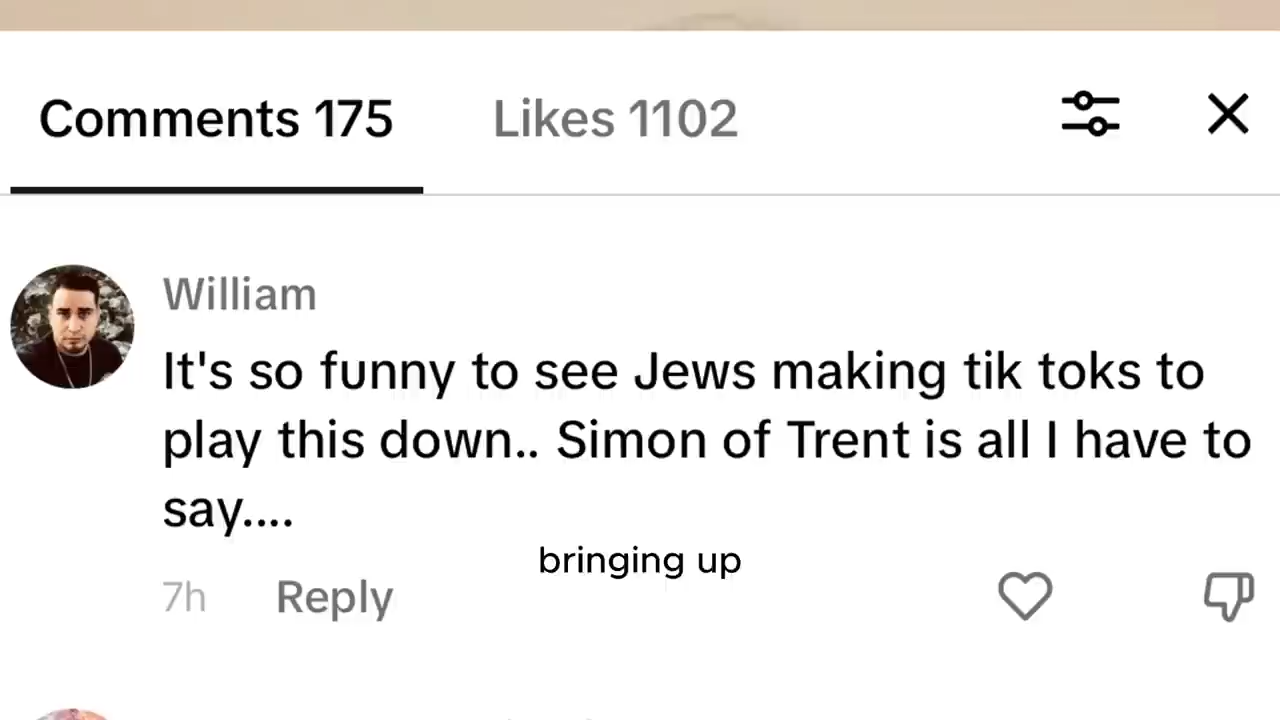 Comments 175
Likes 1102
William
It's so funny to see Jews making tik toks to
play this down.. Simon of Trent is all I have to
say....
bringing up
7h
Reply